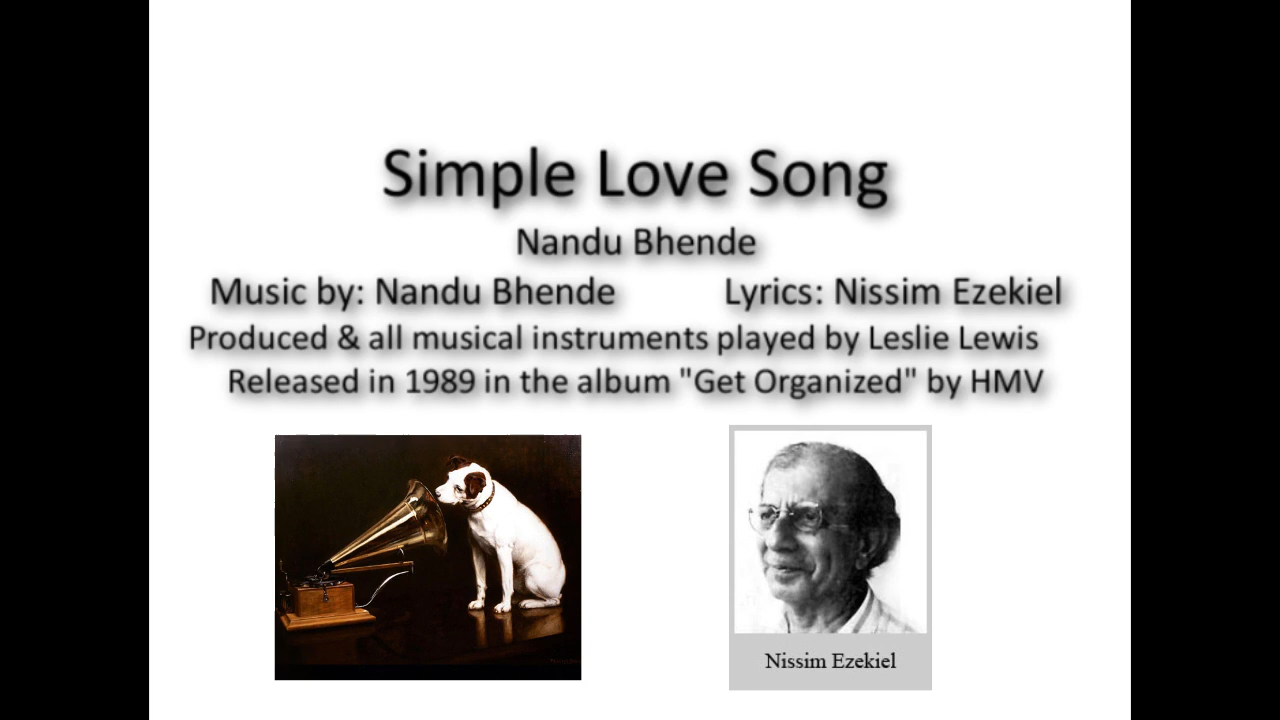 Simple Love Song
Nandu Bhende
Music by: Nandu Bhende Lyrics: Nissim Ezekiel
Produced & all musical instruments played by Leslie Lewis
Released in 1989 in the album "Get Organized" by HMV
Nissim Ezekiel